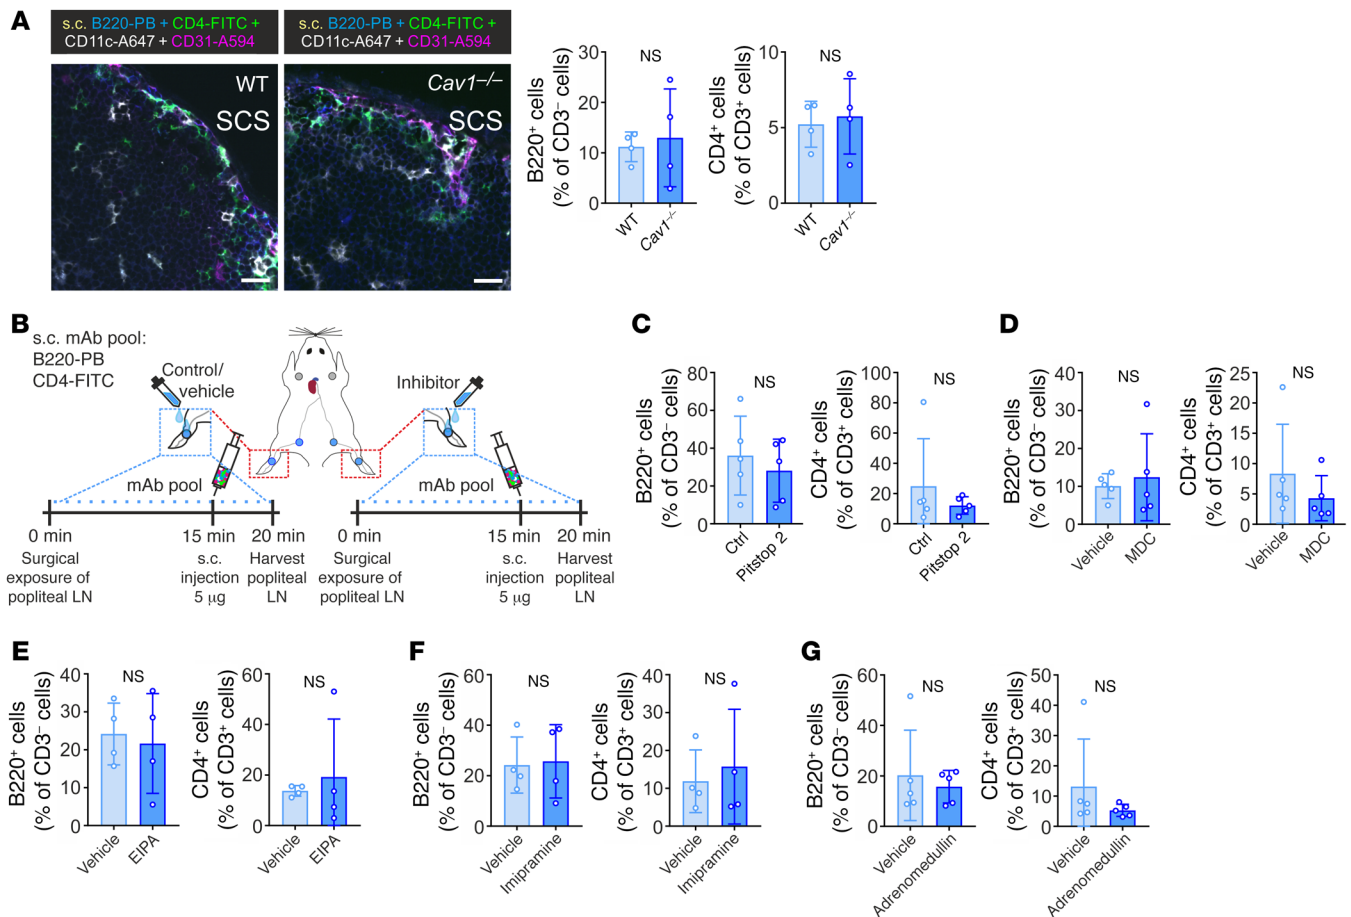 A
s.c. B220-PB + CD4-FITC +
CD11c-A647 + CD31-A594
s.c. B220-PB + CD4-FITC +
CD11c-A647 + CD31-A594
WT
SCS
Cav1–/–
SCS
B220+ cells
(% of CD3– cells)
30
20
10
0
NS
WT
Cav1–/–
CD4+ cells
(% of CD3+ cells)
10
5
0
NS
WT
Cav1–/–
B
s.c. mAb pool:
B220-PB
CD4-FITC
Control/
vehicle
Inhibitor
mAb pool
mAb pool
0 min
15 min
20 min
0 min
15 min
20 min
Surgical
exposure of
popliteal LN
s.c.
injection
5 µg
Harvest
popliteal
LN
Surgical
exposure of
popliteal LN
s.c.
injection
5 µg
Harvest
popliteal
LN
C
B220+ cells
(% of CD3– cells)
80
60
40
20
0
NS
Ctrl
Pitstop 2
CD4+ cells
(% of CD3+ cells)
100
80
60
40
20
0
NS
Ctrl
Pitstop 2
D
B220+ cells
(% of CD3– cells)
40
30
20
10
0
NS
Vehicle
MDC
CD4+ cells
(% of CD3+ cells)
25
20
15
10
5
0
NS
Vehicle
MDC
E
B220+ cells
(% of CD3– cells)
40
30
20
10
0
NS
Vehicle
EIPA
CD4+ cells
(% of CD3+ cells)
60
40
20
0
NS
Vehicle
EIPA
F
B220+ cells
(% of CD3– cells)
60
40
20
0
NS
Vehicle
Imipramine
CD4+ cells
(% of CD3+ cells)
40
30
20
10
0
NS
Vehicle
Imipramine
G
B220+ cells
(% of CD3– cells)
60
40
20
0
NS
Vehicle
Adrenomedullin
CD4+ cells
(% of CD3+ cells)
50
40
30
20
10
0
NS
Vehicle
Adrenomedullin